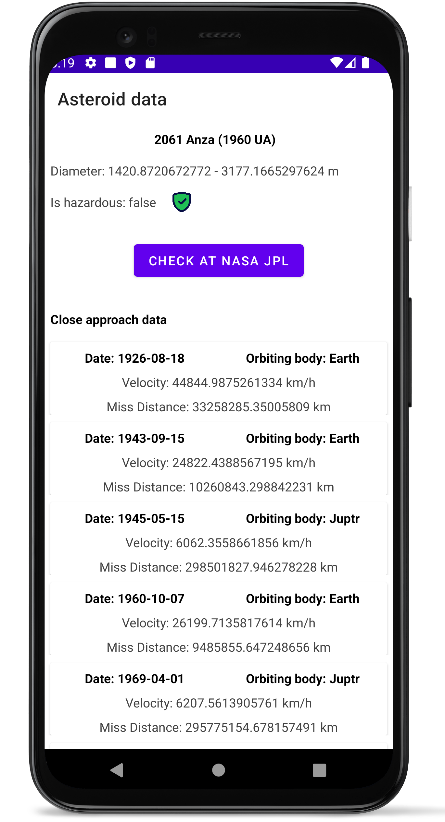 :19
Asteroid data
2061 Anza (1960 UA)
Diameter: 1420.8720672772 - 3177.1665297624 m
Is hazardous: false
CHECK AT NASA JPL
Close approach data
Date: 1926-08-18 Orbiting body: Earth
Velocity: 44844.9875261334 km/h
Miss Distance: 33258285.35005809 km
Date: 1943-09-15 Orbiting body: Earth
Velocity: 24822.4388567195 km/h
Miss Distance: 10260843.298842231 km
Date: 1945-05-15 Orbiting body: Juptr
Velocity: 6062.3558661856 km/h
Miss Distance: 298501827.946278228 km
Date: 1960-10-07 Orbiting body: Earth
Velocity: 26199.7135817614 km/h
Miss Distance: 9485855.647248656 km
Date: 1969-04-01 Orbiting body: Juptr
Velocity: 6207.5613905761 km/h
Miss Distance: 295775154.678157491 km